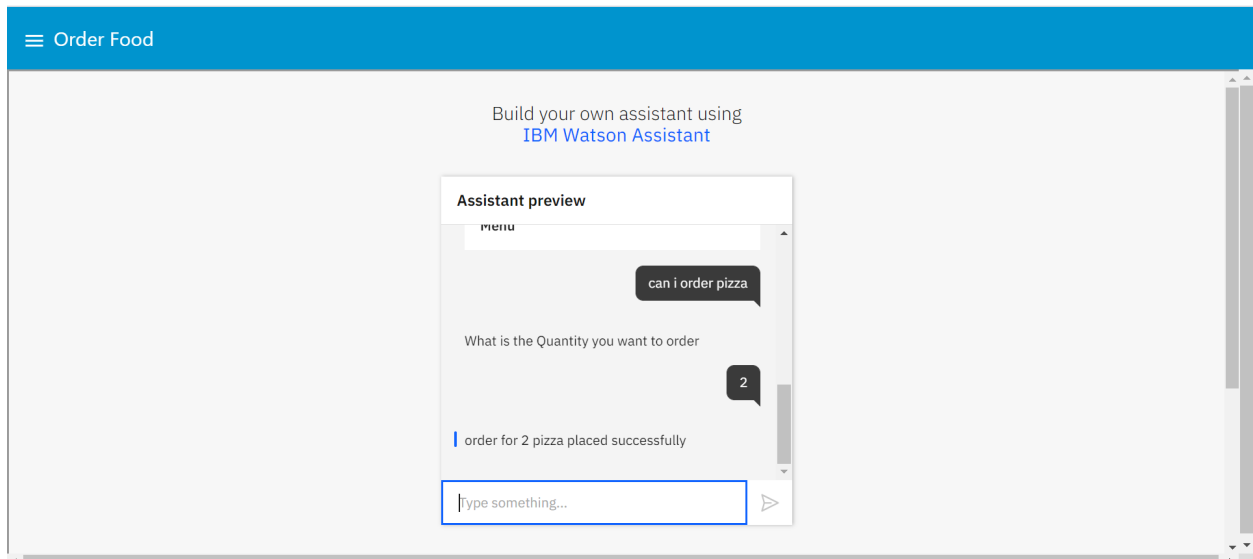 Order Food
Build your own assistant using
IBM Watson Assistant
Assistant preview
Menu
can i order pizza
What is the Quantity you want to order
2
order for 2 pizza placed successfully
Type something...